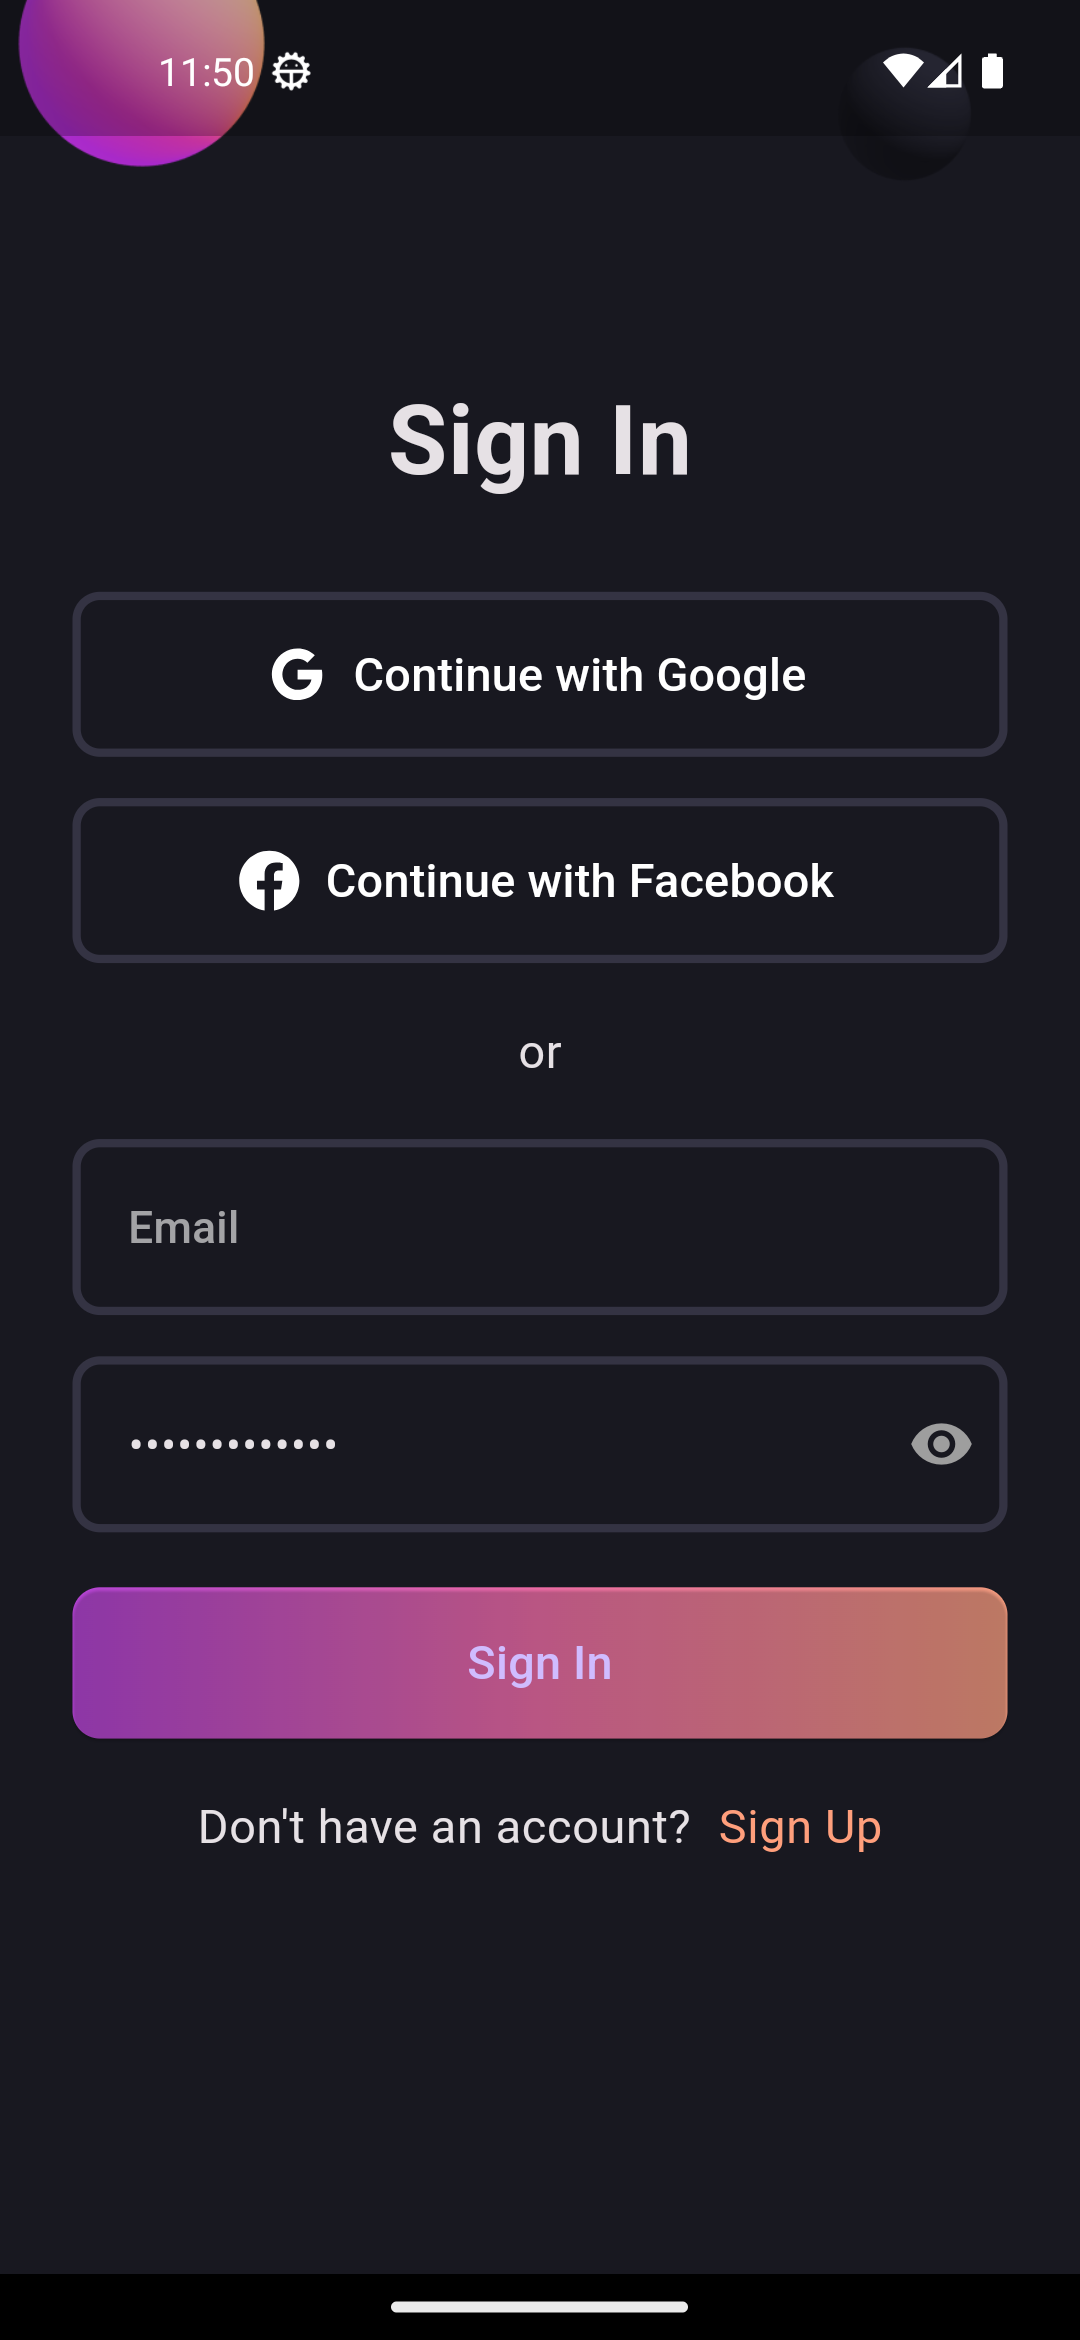 11:50
Sign In
Continue with Google
Continue with Facebook
or
Email
•••••••••••••
Sign In
Don't have an account? Sign Up